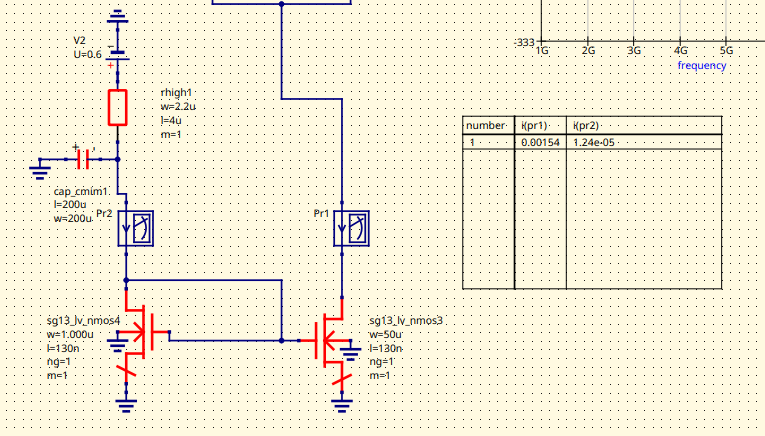 V2
U=0.6
+
rhigh1
w=2.2u
l=4u
m=1
+
cap_cmim1
l=200u
w=200u
Pr2
Pr1
sg13_lv_nmos4
w=1.000u
l=130n
ng=1
m=1
sg13_lv_nmos3
w=50u
l=130n
ng=1
m=1
-333
1G 2G 3G 4G 5G
frequency
number i(pr1) i(pr2)
1 0.00154 1.24e-05